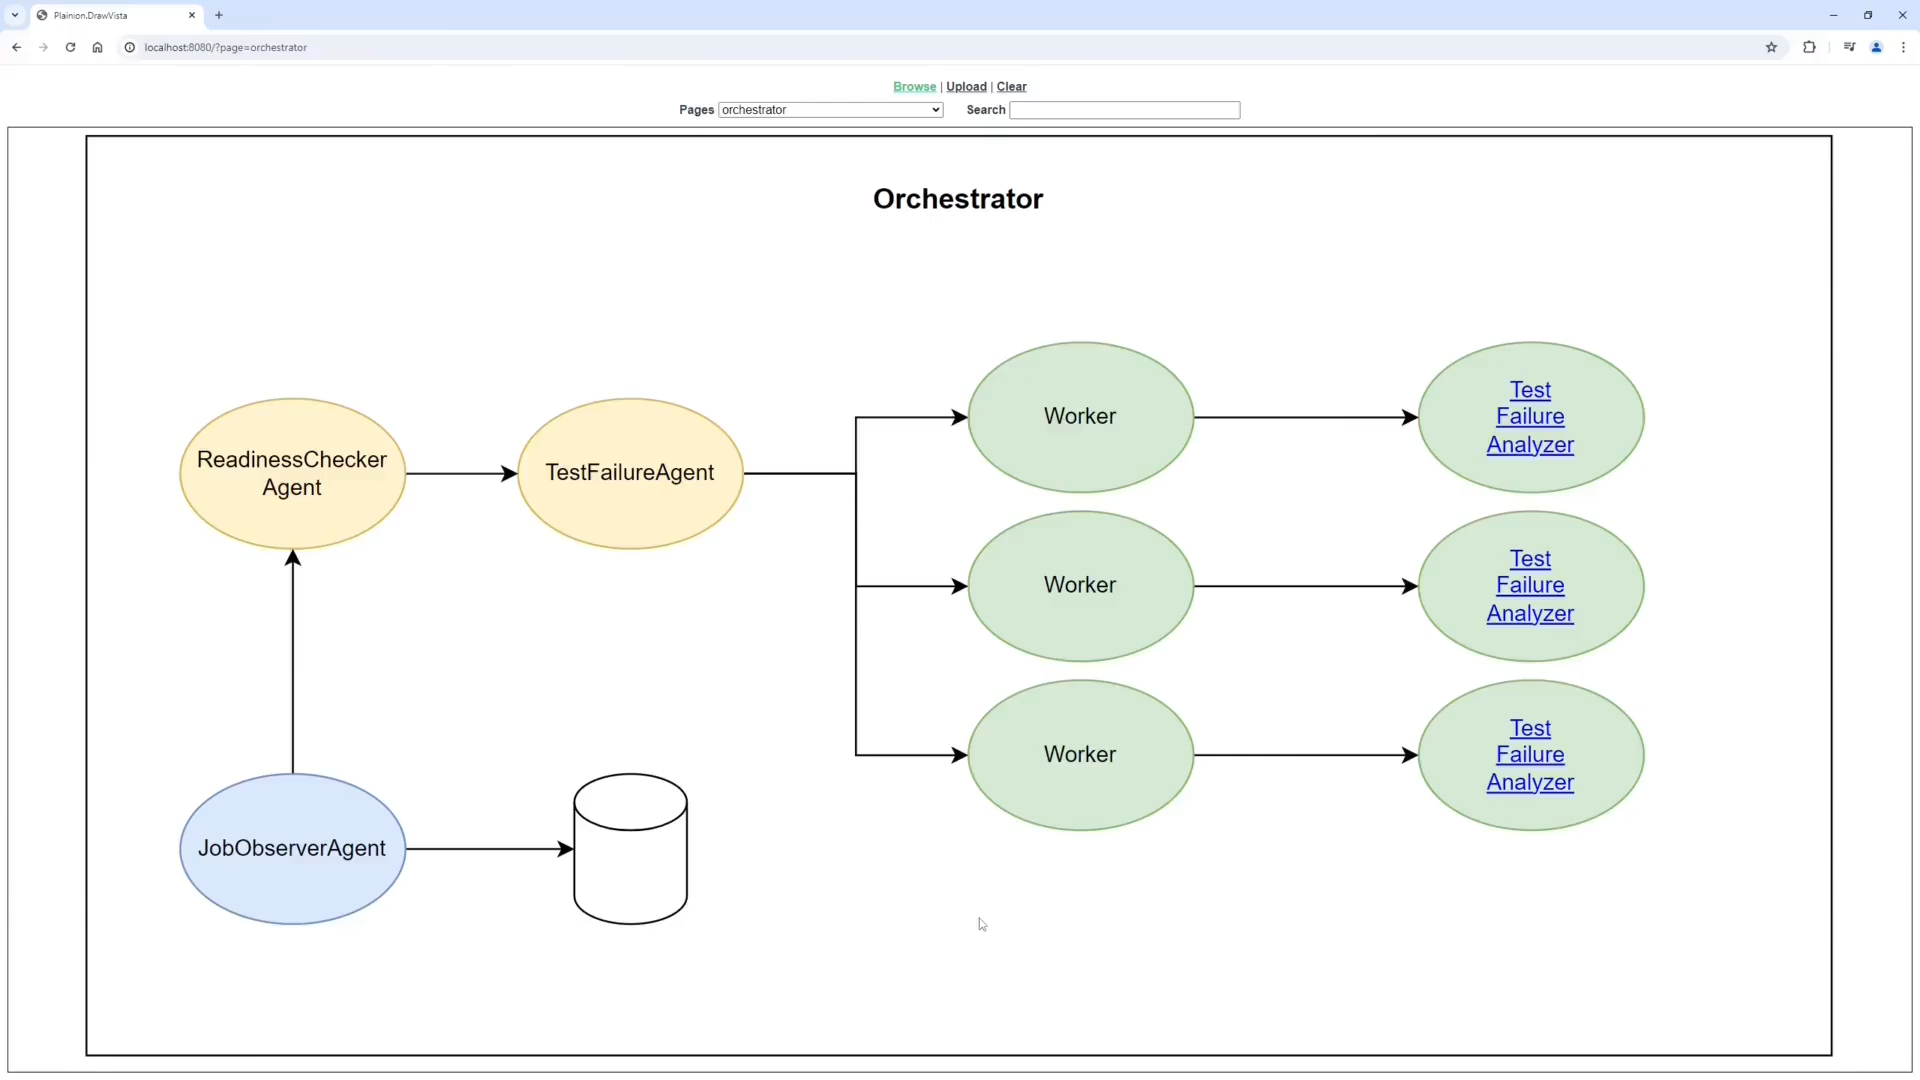 Plainion.DrawVista
localhost:8080/?page=orchestrator
Browse | Upload | Clear
Pages orchestrator Search
Orchestrator
ReadinessChecker
Agent
TestFailureAgent
Worker
Test
Failure
Analyzer
Worker
Test
Failure
Analyzer
Worker
Test
Failure
Analyzer
JobObserverAgent